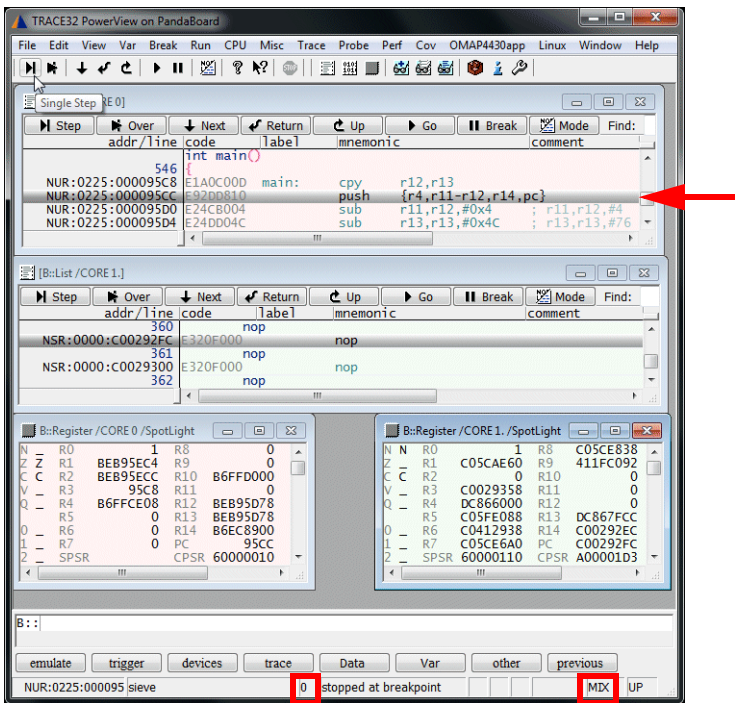 TRACE32 PowerView on PandaBoard
File Edit View Var Break Run CPU Misc Trace Probe Perf Cov OMAP4430app Linux Window Help
Single Step
RE 0]
Step Over Next Return Up Go Break Mode Find:
addr/line code label mnemonic comment
int main()
546 {
NUR:0225:000095C8 E1A0C00D main: cpy r12,r13
NUR:0225:000095CC E92DD810 push {r4,r11-r12,r14,pc}
NUR:0225:000095D0 E24CB004 sub r11,r12,#0x4 ; r11,r12,#4
NUR:0225:000095D4 E24DD04C sub r13,r13,#0x4C ; r13,r13,#76
[B::List /CORE 1.]
Step Over Next Return Up Go Break Mode Find:
addr/line code label mnemonic comment
360 nop
NSR:0000:C00292FC E320F000 nop
361 nop
NSR:0000:C0029300 E320F000 nop
362 nop
B::Register /CORE 0 /SpotLight
N _ R0 1 R8 0
Z Z R1 BEB95EC4 R9 0
C C R2 BEB95ECC R10 B6FFD000
V _ R3 95C8 R11 0
Q _ R4 B6FFCE08 R12 BEB95D78
R5 0 R13 BEB95D78
0 _ R6 0 R14 B6EC8900
1 _ R7 0 PC 95CC
2 _ SPSR CPSR 60000010
B::Register /CORE 1. /SpotLight
N N R0 1 R8 C05CE838
Z _ R1 C05CAE60 R9 411FC092
C C R2 0 R10 0
V _ R3 C0029358 R11 0
Q _ R4 DC866000 R12 0
R5 C05FE088 R13 DC867FCC
0 _ R6 C0412938 R14 C00292EC
1 _ R7 C05CE6A0 PC C00292FC
2 _ SPSR 60000110 CPSR A00001D3
B::
emulate trigger devices trace Data Var other previous
NUR:0225:000095 sieve 0 stopped at breakpoint MIX UP